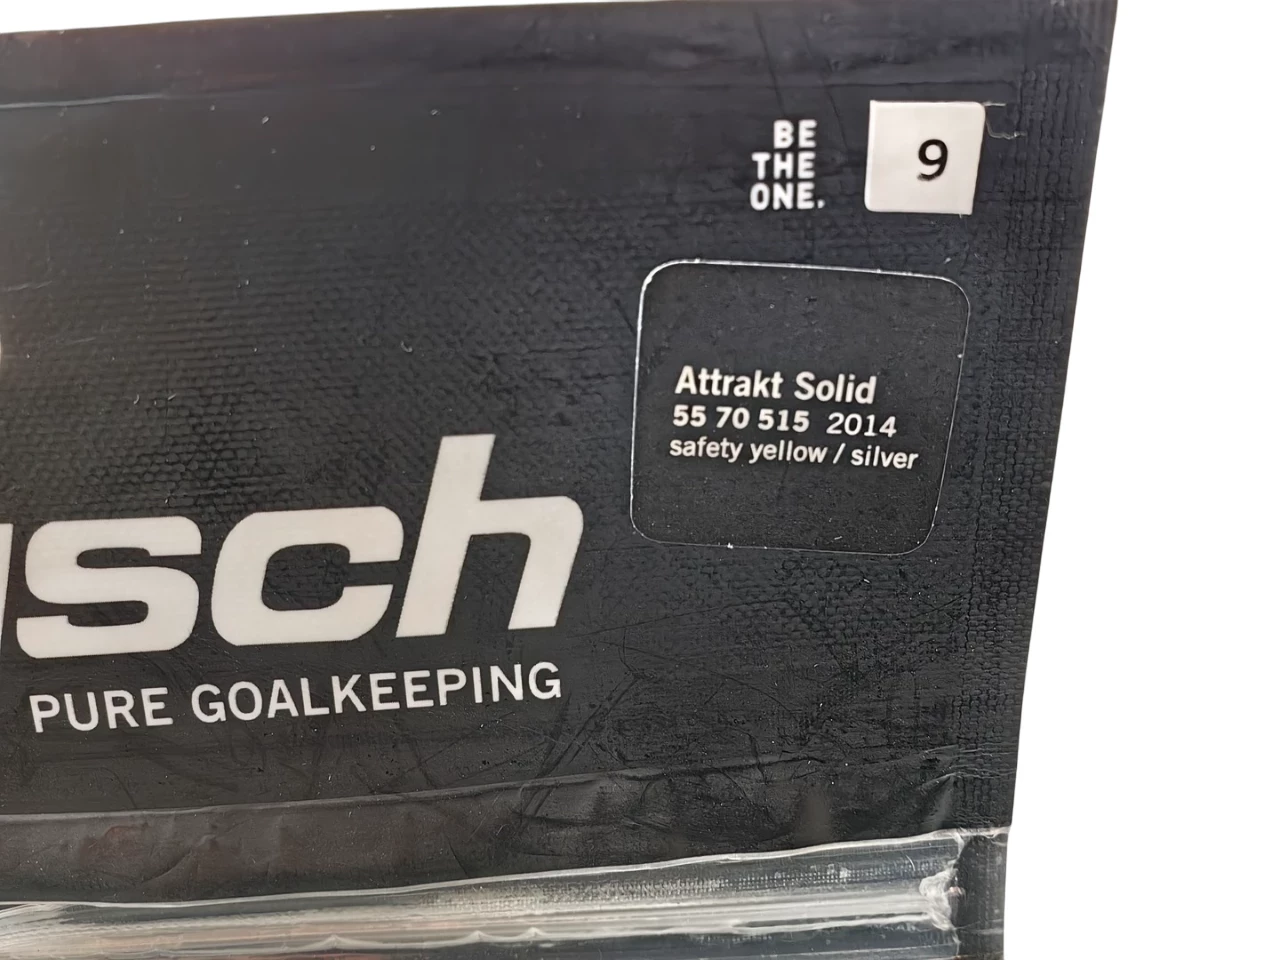 BE
THE
ONE.
9
Attrakt Solid
55 70 515 2014
safety yellow / silver
sch
PURE GOALKEEPING